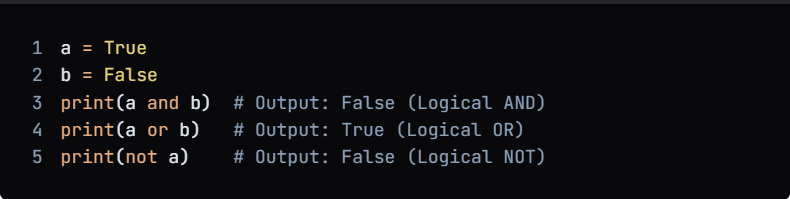 1 a = True
2 b = False
3 print(a and b)  # Output: False (Logical AND)
4 print(a or b)   # Output: True (Logical OR)
5 print(not a)    # Output: False (Logical NOT)